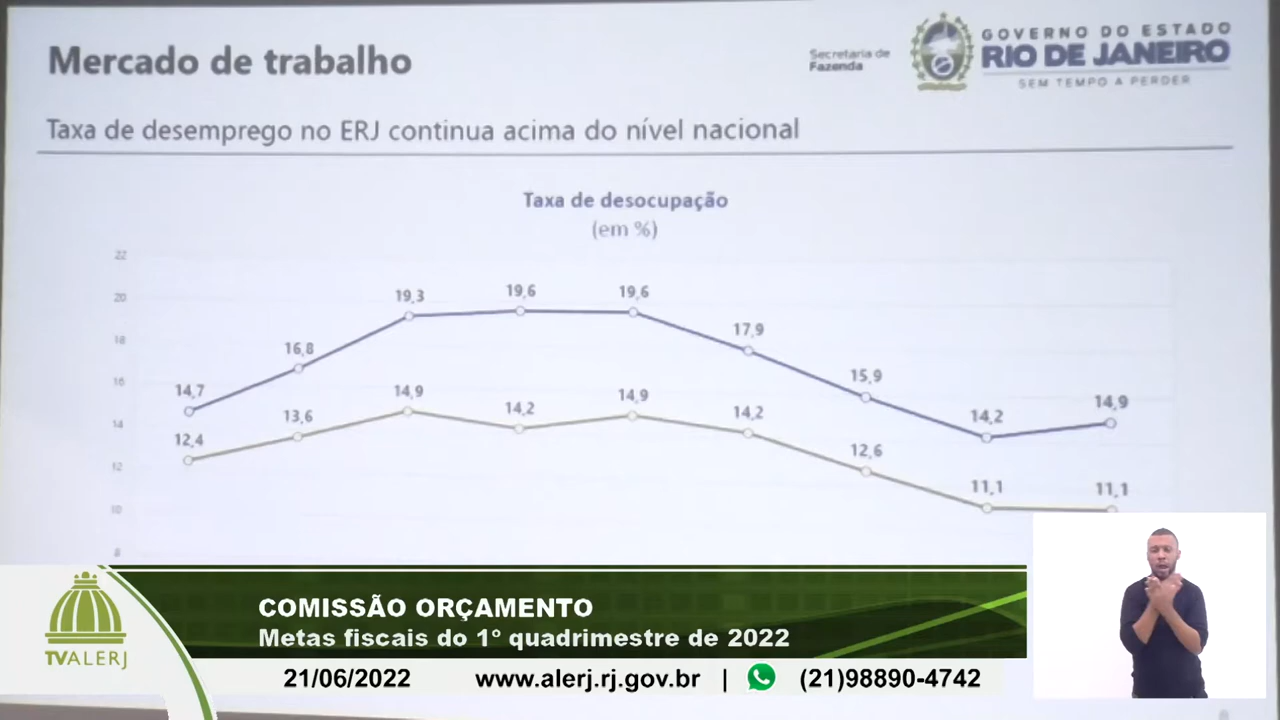 Mercado de trabalho
Secretaria de
Fazenda
GOVERNO DO ESTADO
RIO DE JANEIRO
SEM TEMPO A PERDER
Taxa de desemprego no ERJ continua acima do nível nacional
Taxa de desocupação
(em %)
22
20
18
16
14
12
10
8
14,7
16,8
19,3
19,6
19,6
17,9
15,9
14,2
14,9
12,4
13,6
14,9
14,2
14,9
14,2
12,6
11,1
11,1
COMISSÃO ORÇAMENTO
Metas fiscais do 1º quadrimestre de 2022
TVALERJ
21/06/2022 www.alerj.rj.gov.br | (21)98890-4742